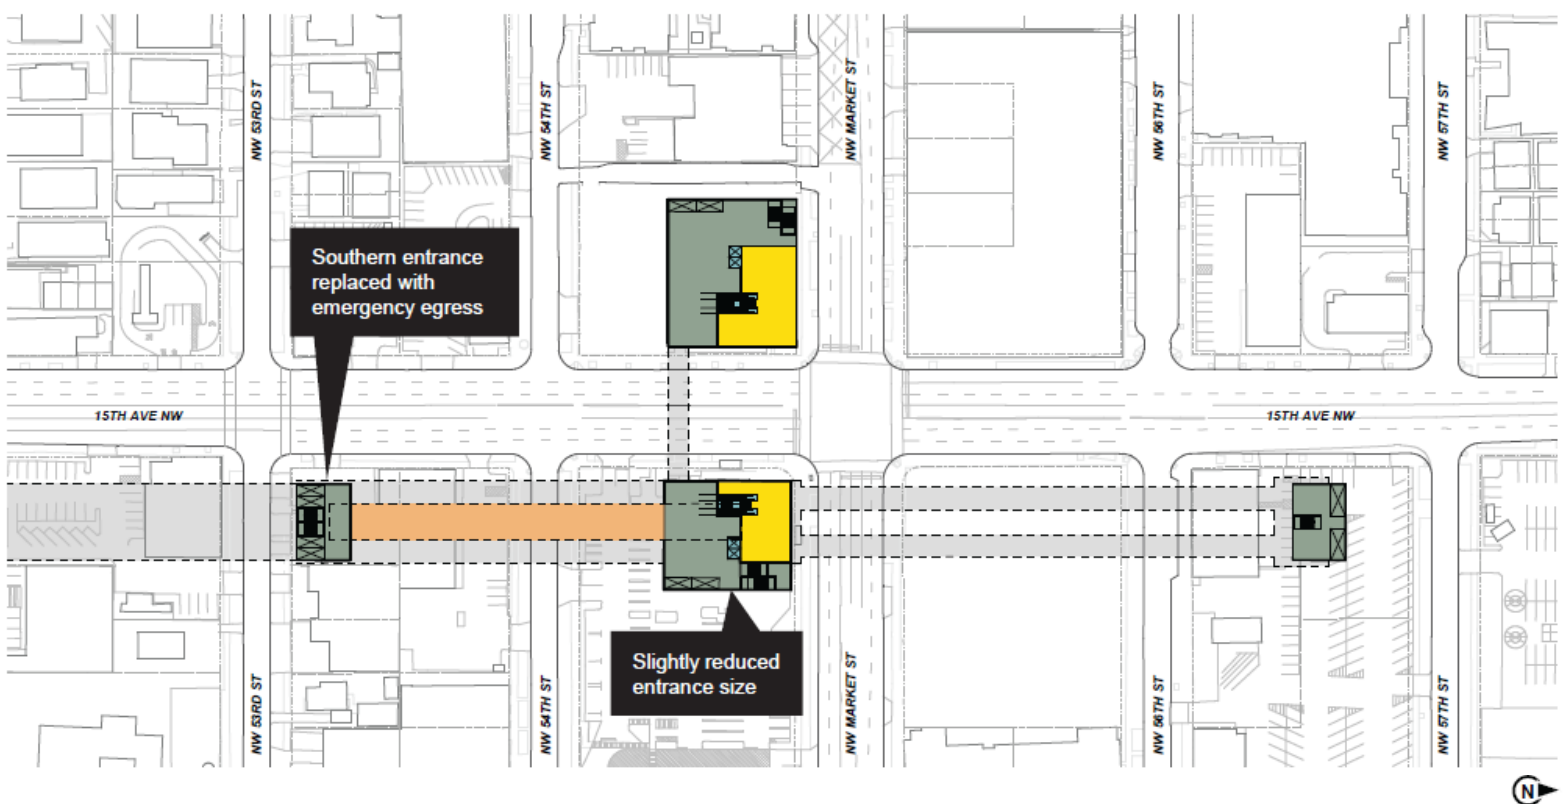 NW 53RD ST
NW 54TH ST
NW MARKET ST
NW 56TH ST
NW 57TH ST
Southern entrance
replaced with
emergency egress
15TH AVE NW
15TH AVE NW
Slightly reduced
entrance size
NW 53RD ST
NW 54TH ST
NW MARKET ST
NW 56TH ST
NW 57TH ST
N